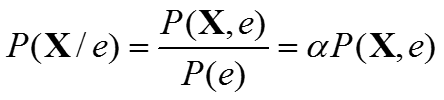 P(X/e) = P(X,e) / P(e) = αP(X,e)